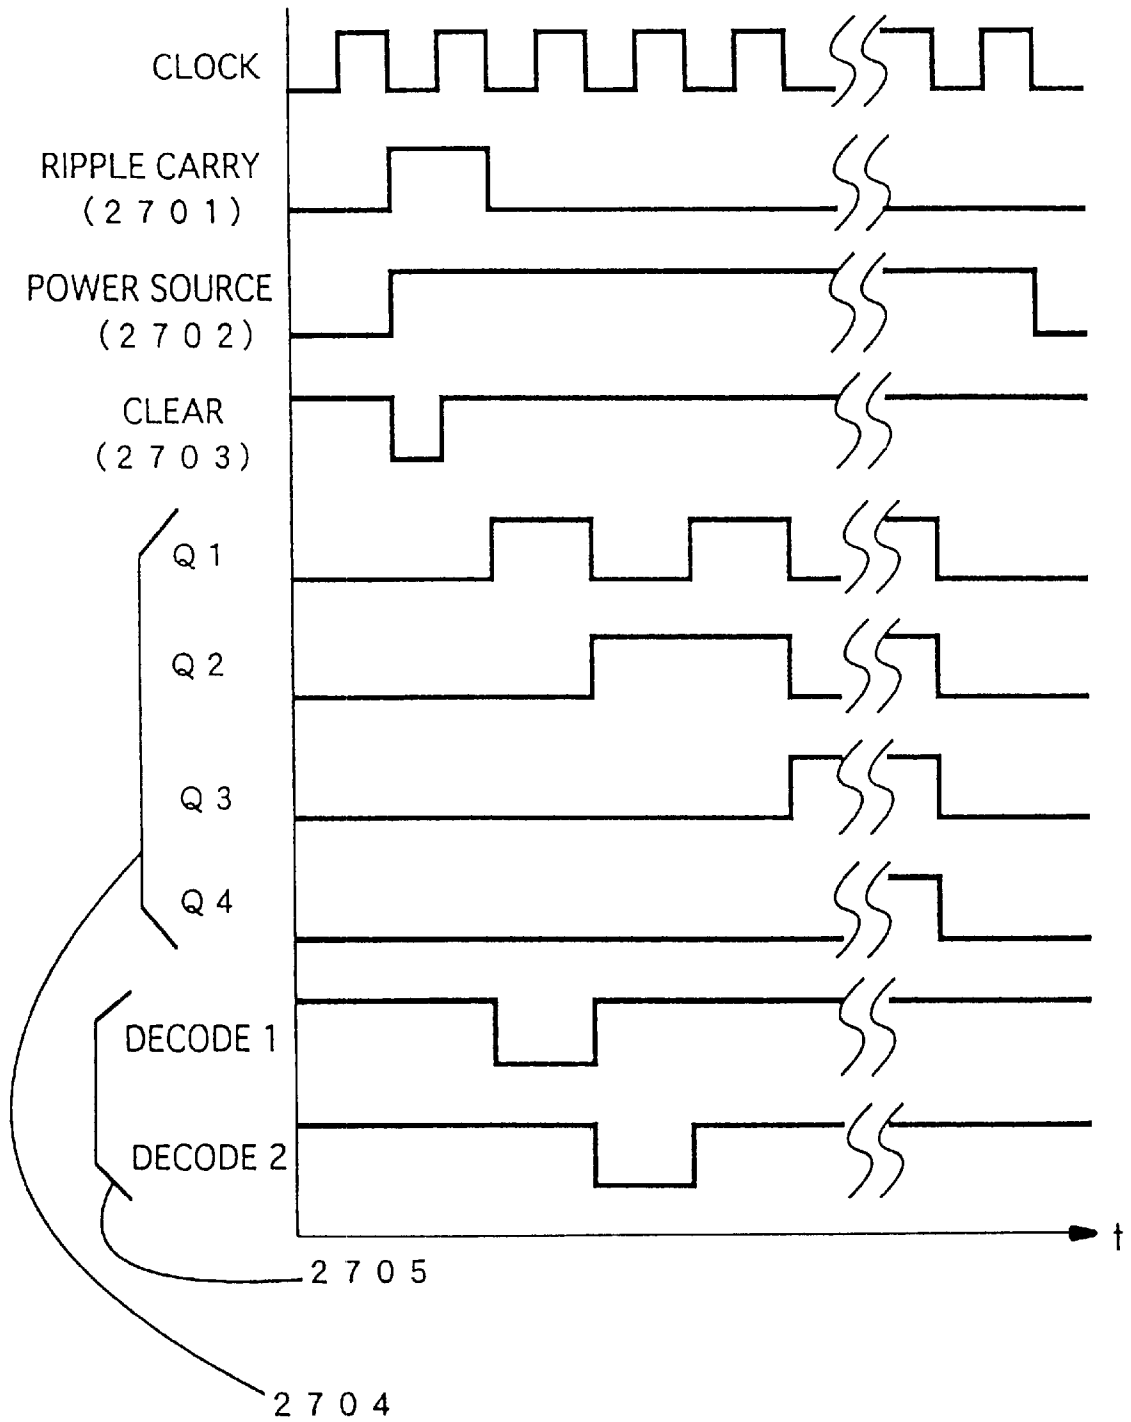 CLOCK
RIPPLE CARRY
(2701)
POWER SOURCE
(2702)
CLEAR
(2703)
Q1
Q2
Q3
Q4
DECODE 1
DECODE 2
t
2705
2704